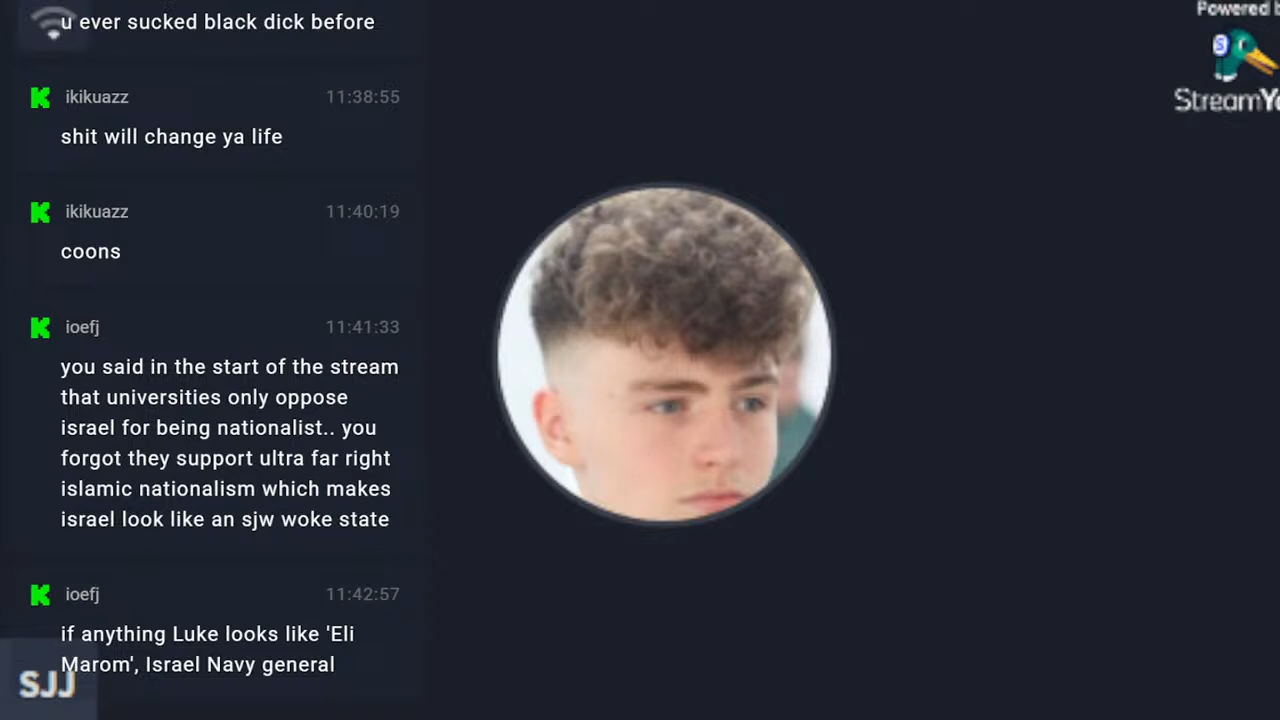 u ever sucked black dick before
ikikuazz 11:38:55
shit will change ya life
ikikuazz 11:40:19
coons
ioefj 11:41:33
you said in the start of the stream
that universities only oppose
israel for being nationalist.. you
forgot they support ultra far right
islamic nationalism which makes
israel look like an sjw woke state
ioefj 11:42:57
if anything Luke looks like 'Eli
Marom', Israel Navy general
SJJ
Powered b
StreamYa